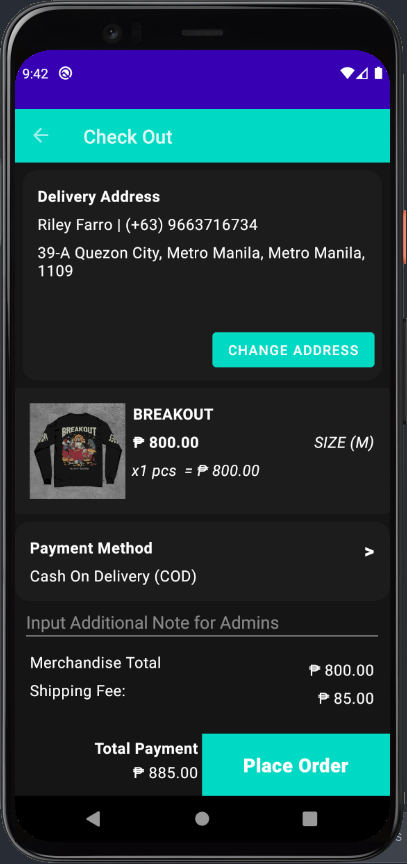 9:42
Check Out
Delivery Address
Riley Farro | (+63) 9663716734
39-A Quezon City, Metro Manila, Metro Manila,
1109
CHANGE ADDRESS
BREAKOUT
BREAKOUT
₱ 800.00
SIZE (M)
x1 pcs = ₱ 800.00
Payment Method
>
Cash On Delivery (COD)
Input Additional Note for Admins
Merchandise Total
₱ 800.00
Shipping Fee:
₱ 85.00
Total Payment
₱ 885.00
Place Order